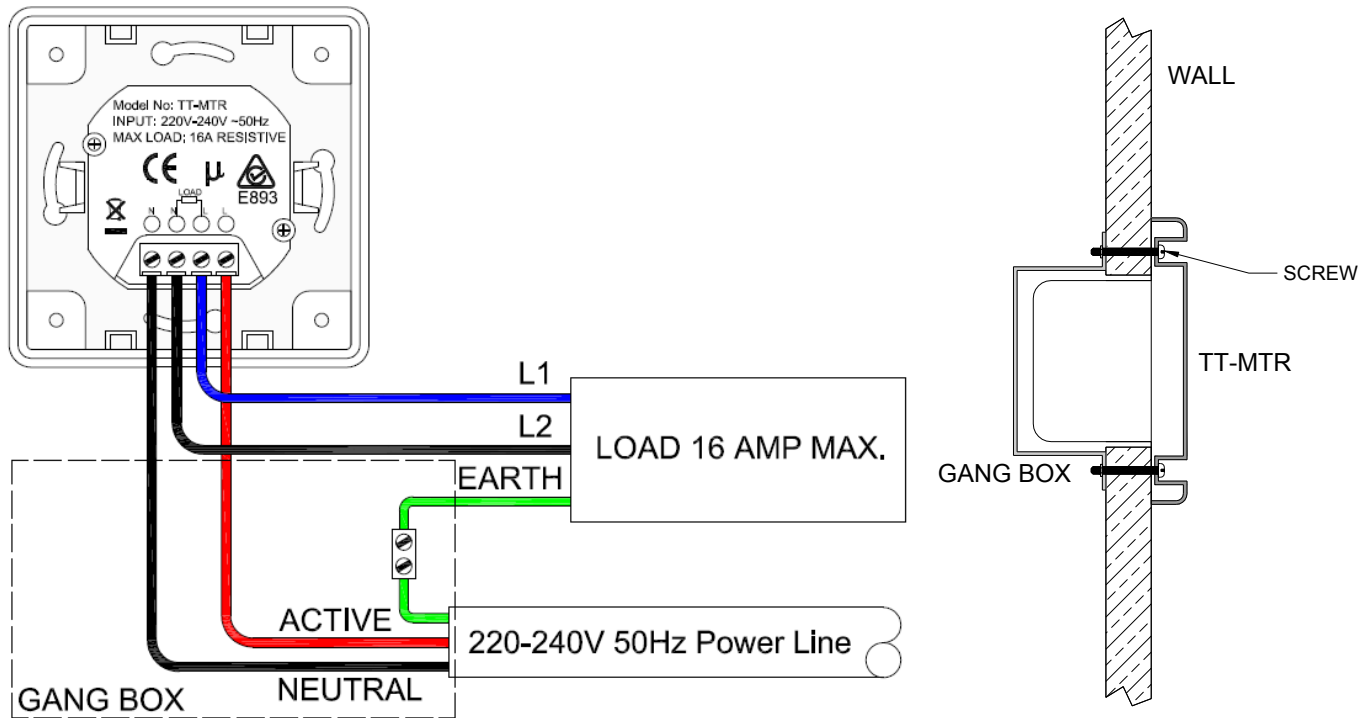 Model No: TT-MTR
INPUT: 220V-240V ~50Hz
MAX LOAD; 16A RESISTIVE
CE μ
E893
LOAD
N N L L
L1
L2
LOAD 16 AMP MAX.
EARTH
ACTIVE
220-240V 50Hz Power Line
NEUTRAL
GANG BOX
WALL
SCREW
TT-MTR
GANG BOX